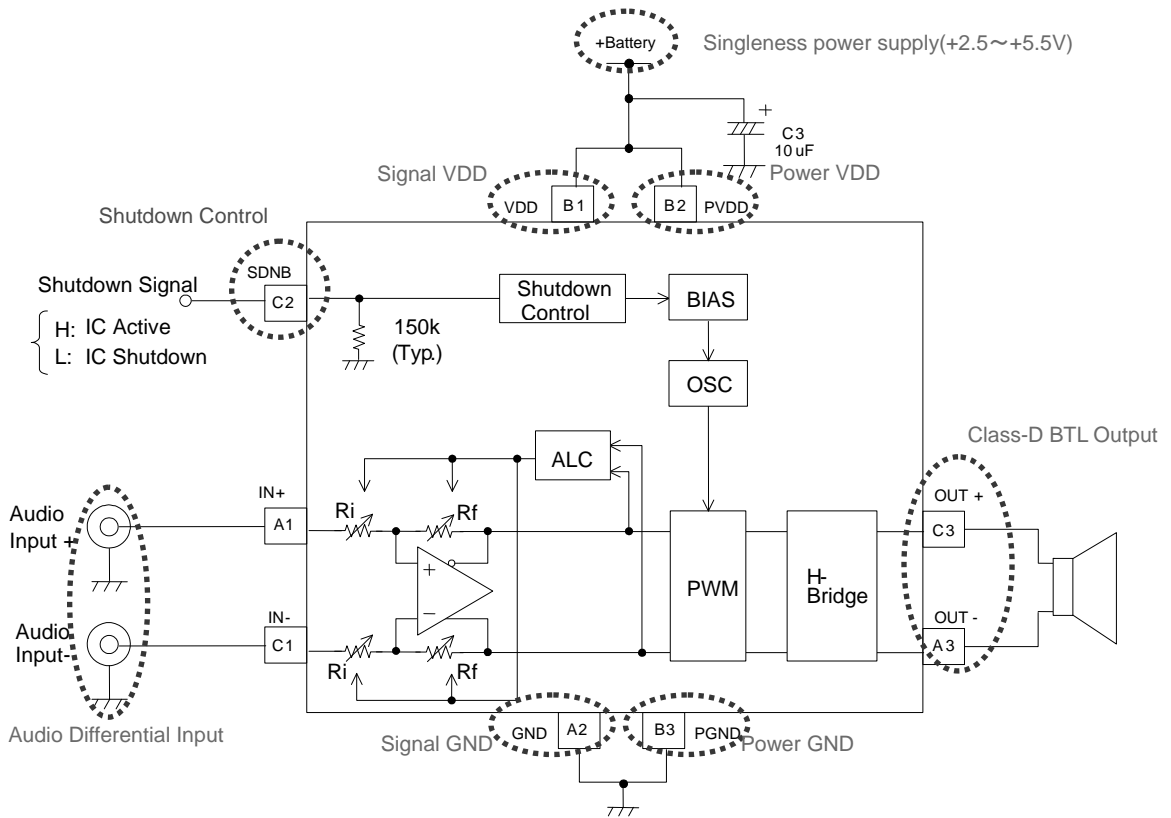 +Battery
Singleness power supply(+2.5～+5.5V)
+
C3
10 uF
Signal VDD
Power VDD
VDD
B1
B2
PVDD
Shutdown Control
SDNB
Shutdown Signal
C2
H: IC Active
L: IC Shutdown
150k
(Typ.)
Shutdown
Control
BIAS
OSC
ALC
Class-D BTL Output
Audio
Input +
IN+
A1
Ri
Rf
+
−
PWM
H-
Bridge
OUT +
C3
OUT -
A3
Audio
Input-
IN-
C1
Ri
Rf
Audio Differential Input
Signal GND
GND
A2
B3
PGND
Power GND